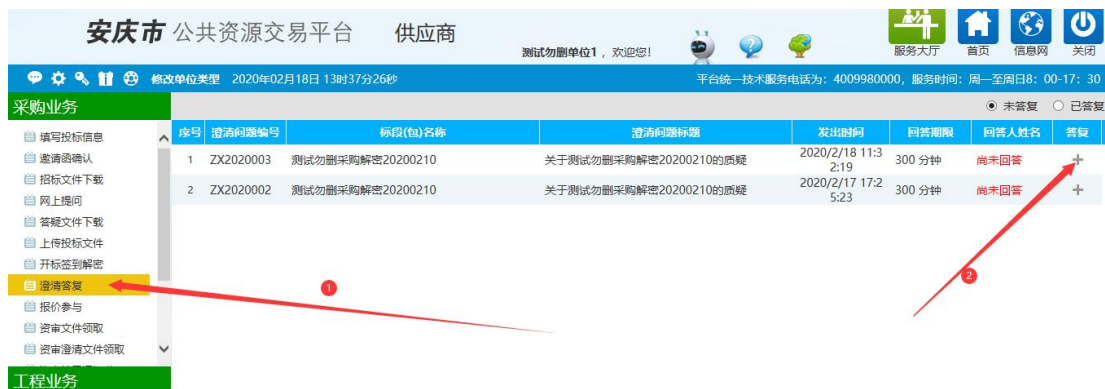 安庆市 公共资源交易平台 供应商
测试勿删单位1，欢迎您!
服务大厅 首页 信息网 关闭
修改单位类型 2020年02月18日 13时37分26秒 平台统一技术服务电话为：4009980000，服务时间：周一至周日8：00-17：30
采购业务
未答复 已答复
填写投标信息
邀请函确认
招标文件下载
网上提问
答疑文件下载
上传投标文件
开标签到解密
澄清答复
报价参与
资审文件领取
资审澄清文件领取
工程业务
序号 澄清问题编号 标段(包)名称 澄清问题标题 发出时间 回答期限 回答人姓名 答复
1 ZX2020003 测试勿删采购解密20200210 关于测试勿删采购解密20200210的质疑 2020/2/18 11:3
2:19 300 分钟 尚未回答
2 ZX2020002 测试勿删采购解密20200210 关于测试勿删采购解密20200210的质疑 2020/2/17 17:2
5:23 300 分钟 尚未回答
1
2